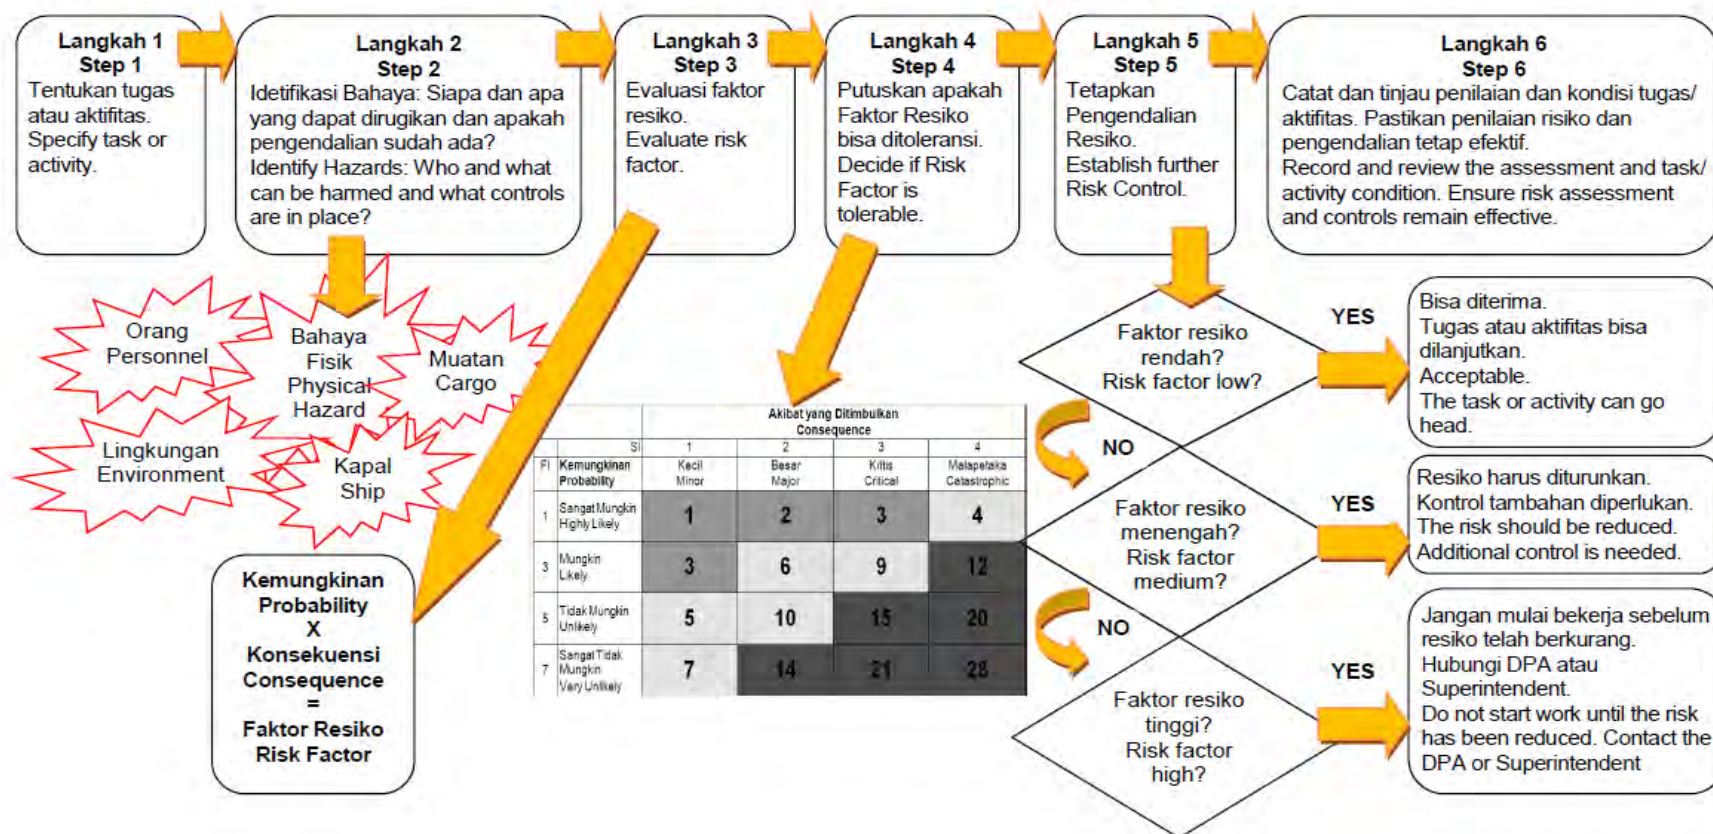 Langkah 1
Step 1
Tentukan tugas
atau aktifitas.
Specify task or
activity.
Langkah 2
Step 2
Idetifikasi Bahaya: Siapa dan apa
yang dapat dirugikan dan apakah
pengendalian sudah ada?
Identify Hazards: Who and what
can be harmed and what controls
are in place?
Langkah 3
Step 3
Evaluasi faktor
resiko.
Evaluate risk
factor.
Langkah 4
Step 4
Putuskan apakah
Faktor Resiko
bisa ditoleransi.
Decide if Risk
Factor is
tolerable.
Langkah 5
Step 5
Tetapkan
Pengendalian
Resiko.
Establish further
Risk Control.
Langkah 6
Step 6
Catat dan tinjau penilaian dan kondisi tugas/
aktifitas. Pastikan penilaian risiko dan
pengendalian tetap efektif.
Record and review the assessment and task/
activity condition. Ensure risk assessment
and controls remain effective.
Orang
Personnel
Bahaya
Fisik
Physical
Hazard
Muatan
Cargo
Lingkungan
Environment
Kapal
Ship
Kemungkinan
Probability
X
Konsekuensi
Consequence
=
Faktor Resiko
Risk Factor
Akibat yang Ditimbulkan
Consequence
SI 1 2 3 4
FI Kemungkinan Probability Kecil Minor Besar Major Kritis Critical Malapetaka Catastrophic
1 Sangat Mungkin Highly Likely 1 2 3 4
3 Mungkin Likely 3 6 9 12
5 Tidak Mungkin Unlikely 5 10 15 20
7 Sangat Tidak Mungkin Very Unlikely 7 14 21 28
Faktor resiko
rendah?
Risk factor low?
YES
Bisa diterima.
Tugas atau aktifitas bisa
dilanjutkan.
Acceptable.
The task or activity can go
head.
NO
Faktor resiko
menengah?
Risk factor
medium?
YES
Resiko harus diturunkan.
Kontrol tambahan diperlukan.
The risk should be reduced.
Additional control is needed.
NO
Faktor resiko
tinggi?
Risk factor
high?
YES
Jangan mulai bekerja sebelum
resiko telah berkurang.
Hubungi DPA atau
Superintendent.
Do not start work until the risk
has been reduced. Contact the
DPA or Superintendent